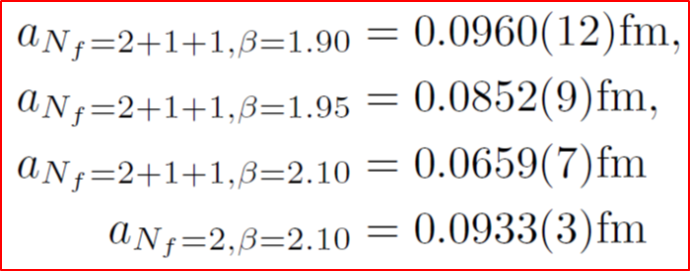 a_{N_f=2+1+1,β=1.90} = 0.0960(12)fm,
a_{N_f=2+1+1,β=1.95} = 0.0852(9)fm,
a_{N_f=2+1+1,β=2.10} = 0.0659(7)fm
a_{N_f=2,β=2.10} = 0.0933(3)fm